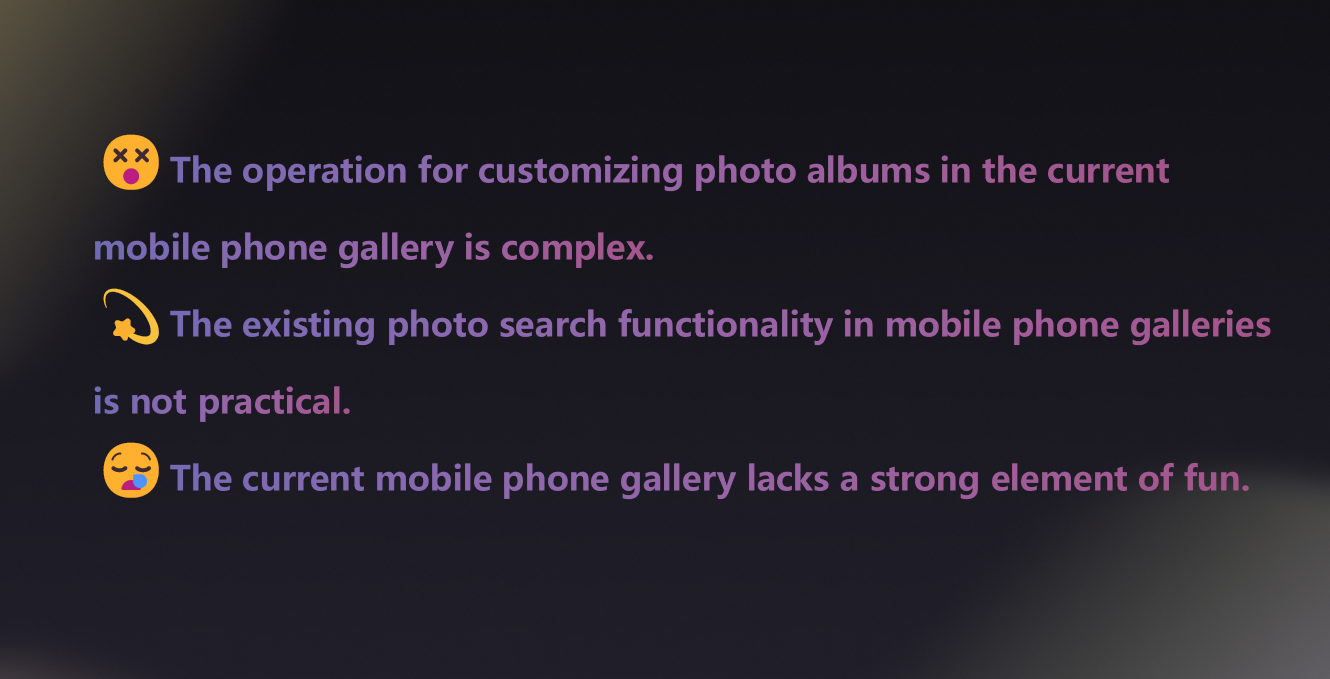 😵 The operation for customizing photo albums in the current
mobile phone gallery is complex.
💫 The existing photo search functionality in mobile phone galleries
is not practical.
😪 The current mobile phone gallery lacks a strong element of fun.